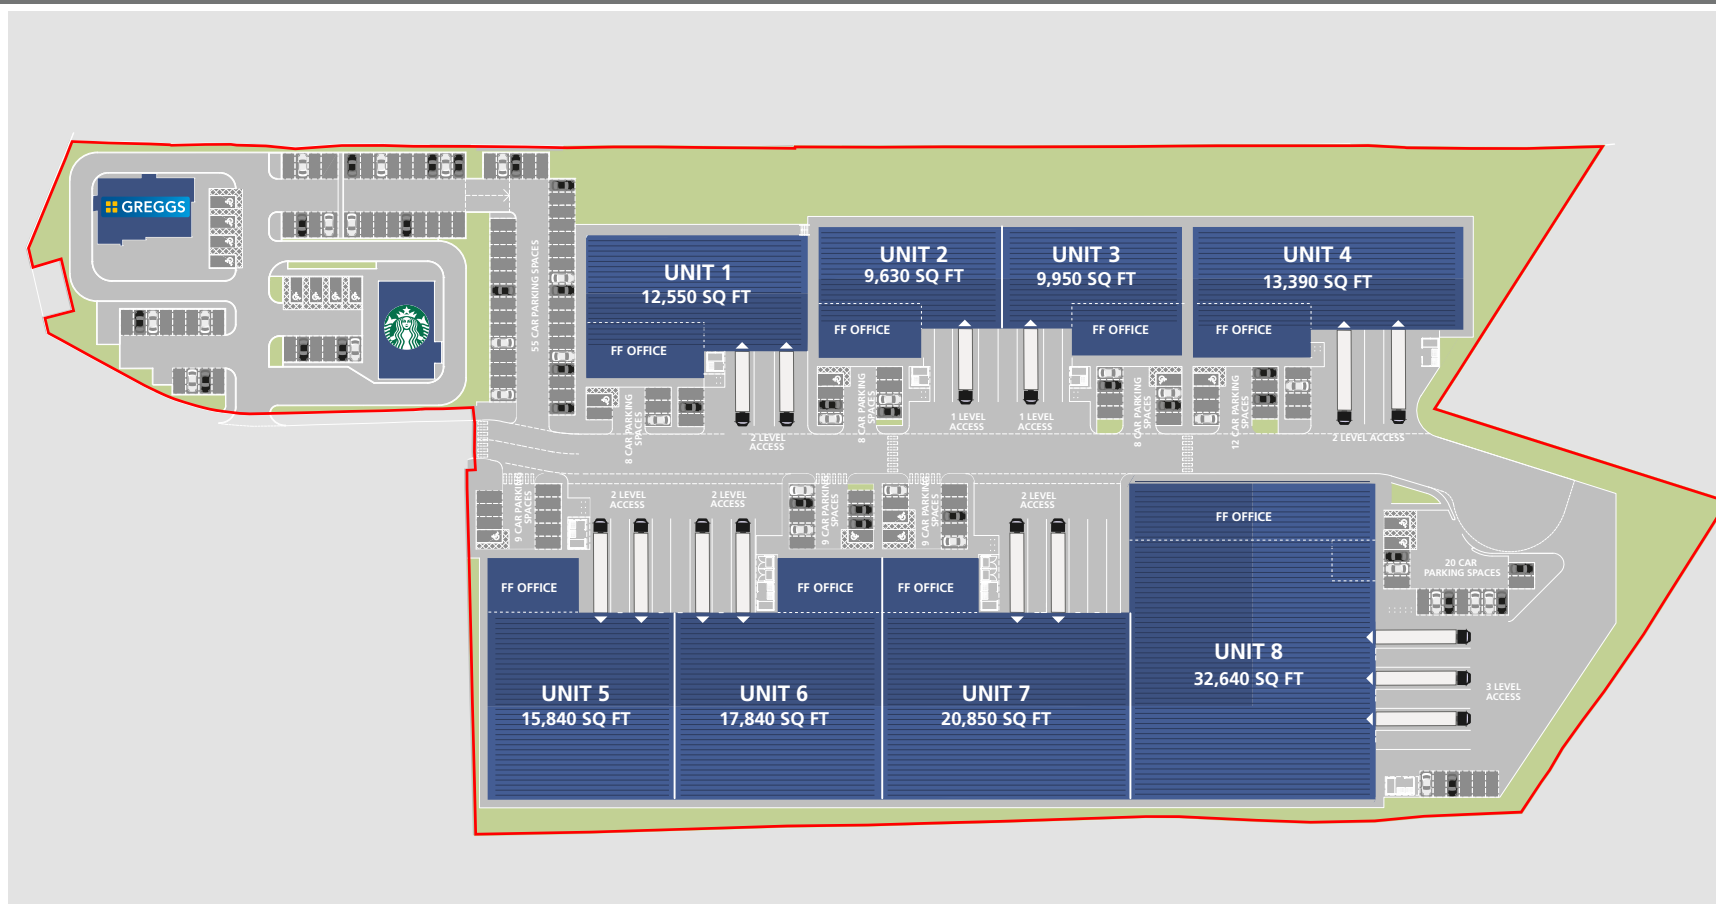 GREGGS
55 CAR PARKING SPACES
UNIT 1
12,550 SQ FT
FF OFFICE
8 CAR PARKING
SPACES
2 LEVEL
ACCESS
UNIT 2
9,630 SQ FT
FF OFFICE
8 CAR PARKING
SPACES
1 LEVEL
ACCESS
UNIT 3
9,950 SQ FT
FF OFFICE
1 LEVEL
ACCESS
8 CAR PARKING
SPACES
UNIT 4
13,390 SQ FT
FF OFFICE
12 CAR PARKING
SPACES
2 LEVEL ACCESS
9 CAR PARKING
SPACES
2 LEVEL
ACCESS
FF OFFICE
UNIT 5
15,840 SQ FT
2 LEVEL
ACCESS
9 CAR PARKING
SPACES
FF OFFICE
UNIT 6
17,840 SQ FT
9 CAR PARKING
SPACES
2 LEVEL
ACCESS
FF OFFICE
UNIT 7
20,850 SQ FT
FF OFFICE
UNIT 8
32,640 SQ FT
20 CAR
PARKING SPACES
3 LEVEL
ACCESS